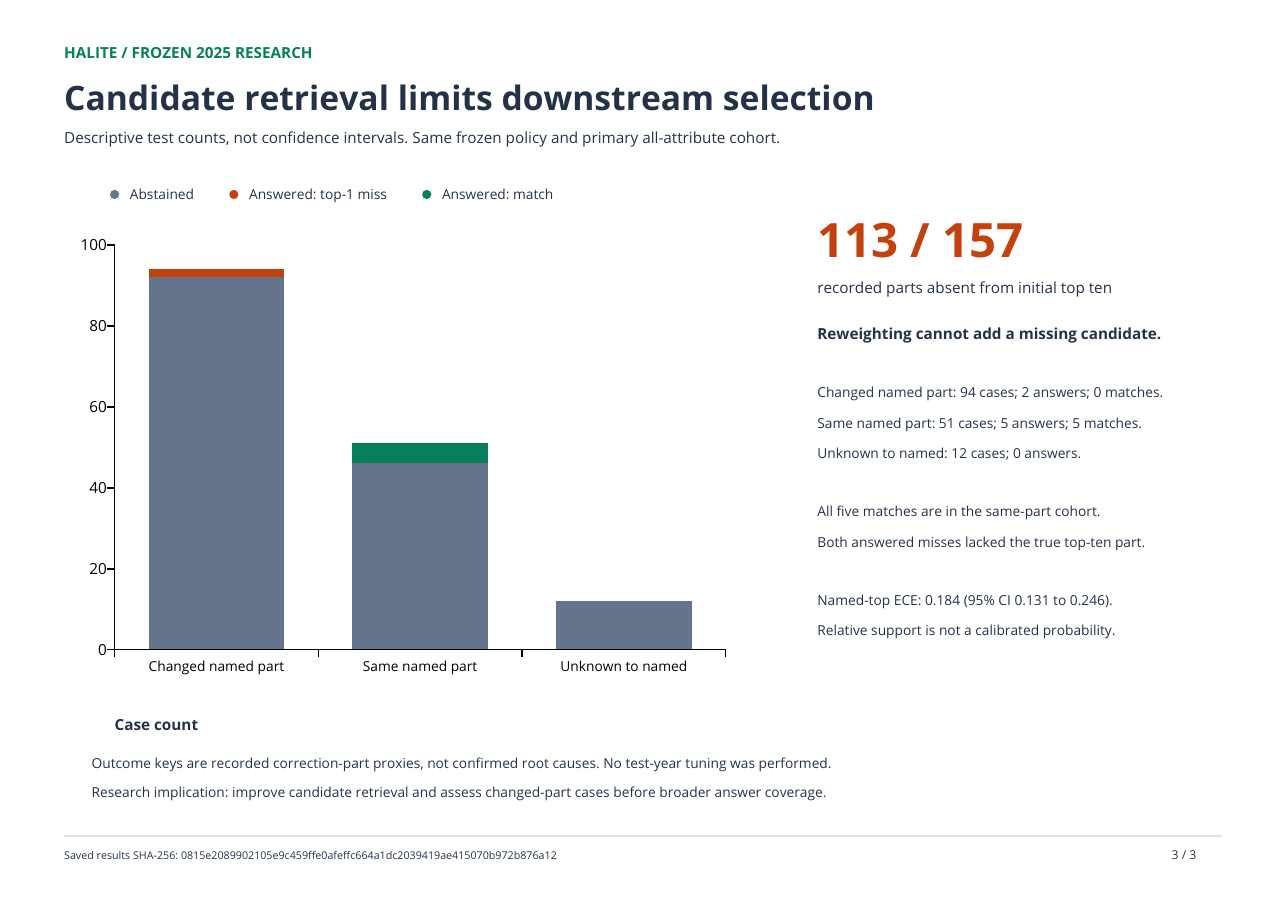 HALITE / FROZEN 2025 RESEARCH
Candidate retrieval limits downstream selection
Descriptive test counts, not confidence intervals. Same frozen policy and primary all-attribute cohort.
Abstained
Answered: top-1 miss
Answered: match
100
80
60
40
20
0
Changed named part
Same named part
Unknown to named
Case count
113 / 157
recorded parts absent from initial top ten
Reweighting cannot add a missing candidate.
Changed named part: 94 cases; 2 answers; 0 matches.
Same named part: 51 cases; 5 answers; 5 matches.
Unknown to named: 12 cases; 0 answers.
All five matches are in the same-part cohort.
Both answered misses lacked the true top-ten part.
Named-top ECE: 0.184 (95% CI 0.131 to 0.246).
Relative support is not a calibrated probability.
Outcome keys are recorded correction-part proxies, not confirmed root causes. No test-year tuning was performed.
Research implication: improve candidate retrieval and assess changed-part cases before broader answer coverage.
Saved results SHA-256: 0815e2089902105e9c459ffe0afeffc664a1dc2039419ae415070b972b876a12
3 / 3